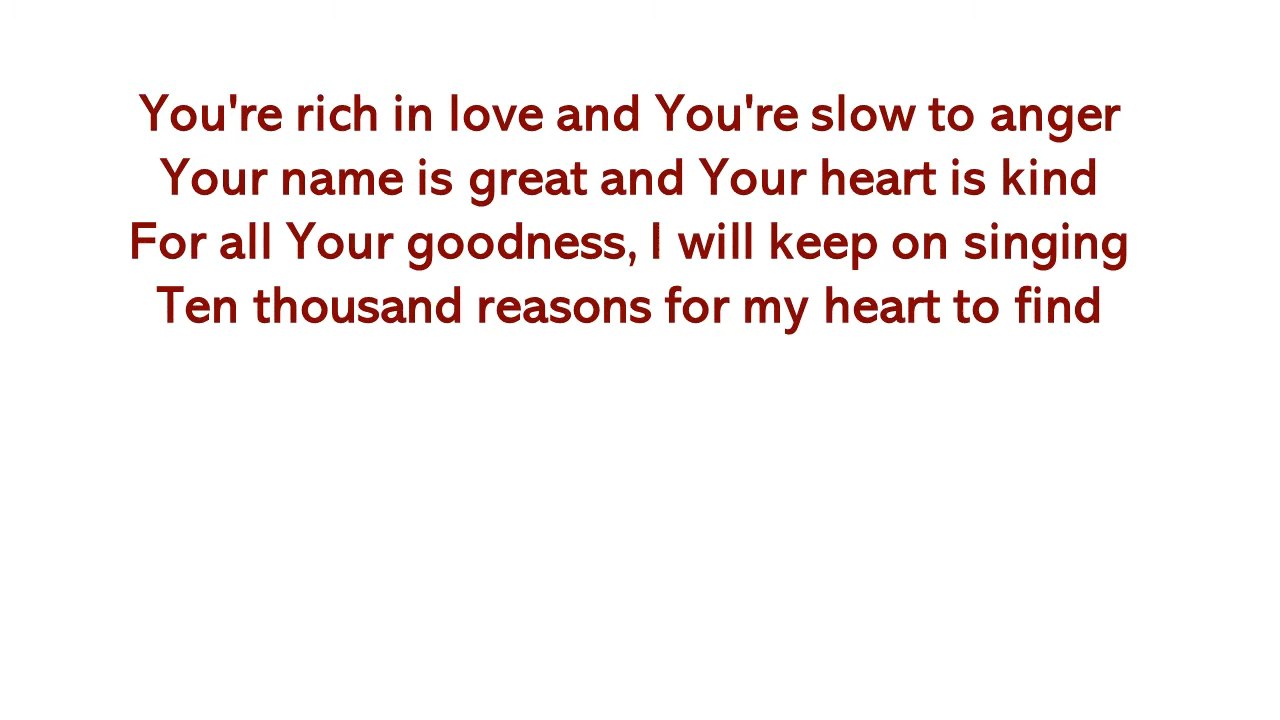 You're rich in love and You're slow to anger
Your name is great and Your heart is kind
For all Your goodness, I will keep on singing
Ten thousand reasons for my heart to find